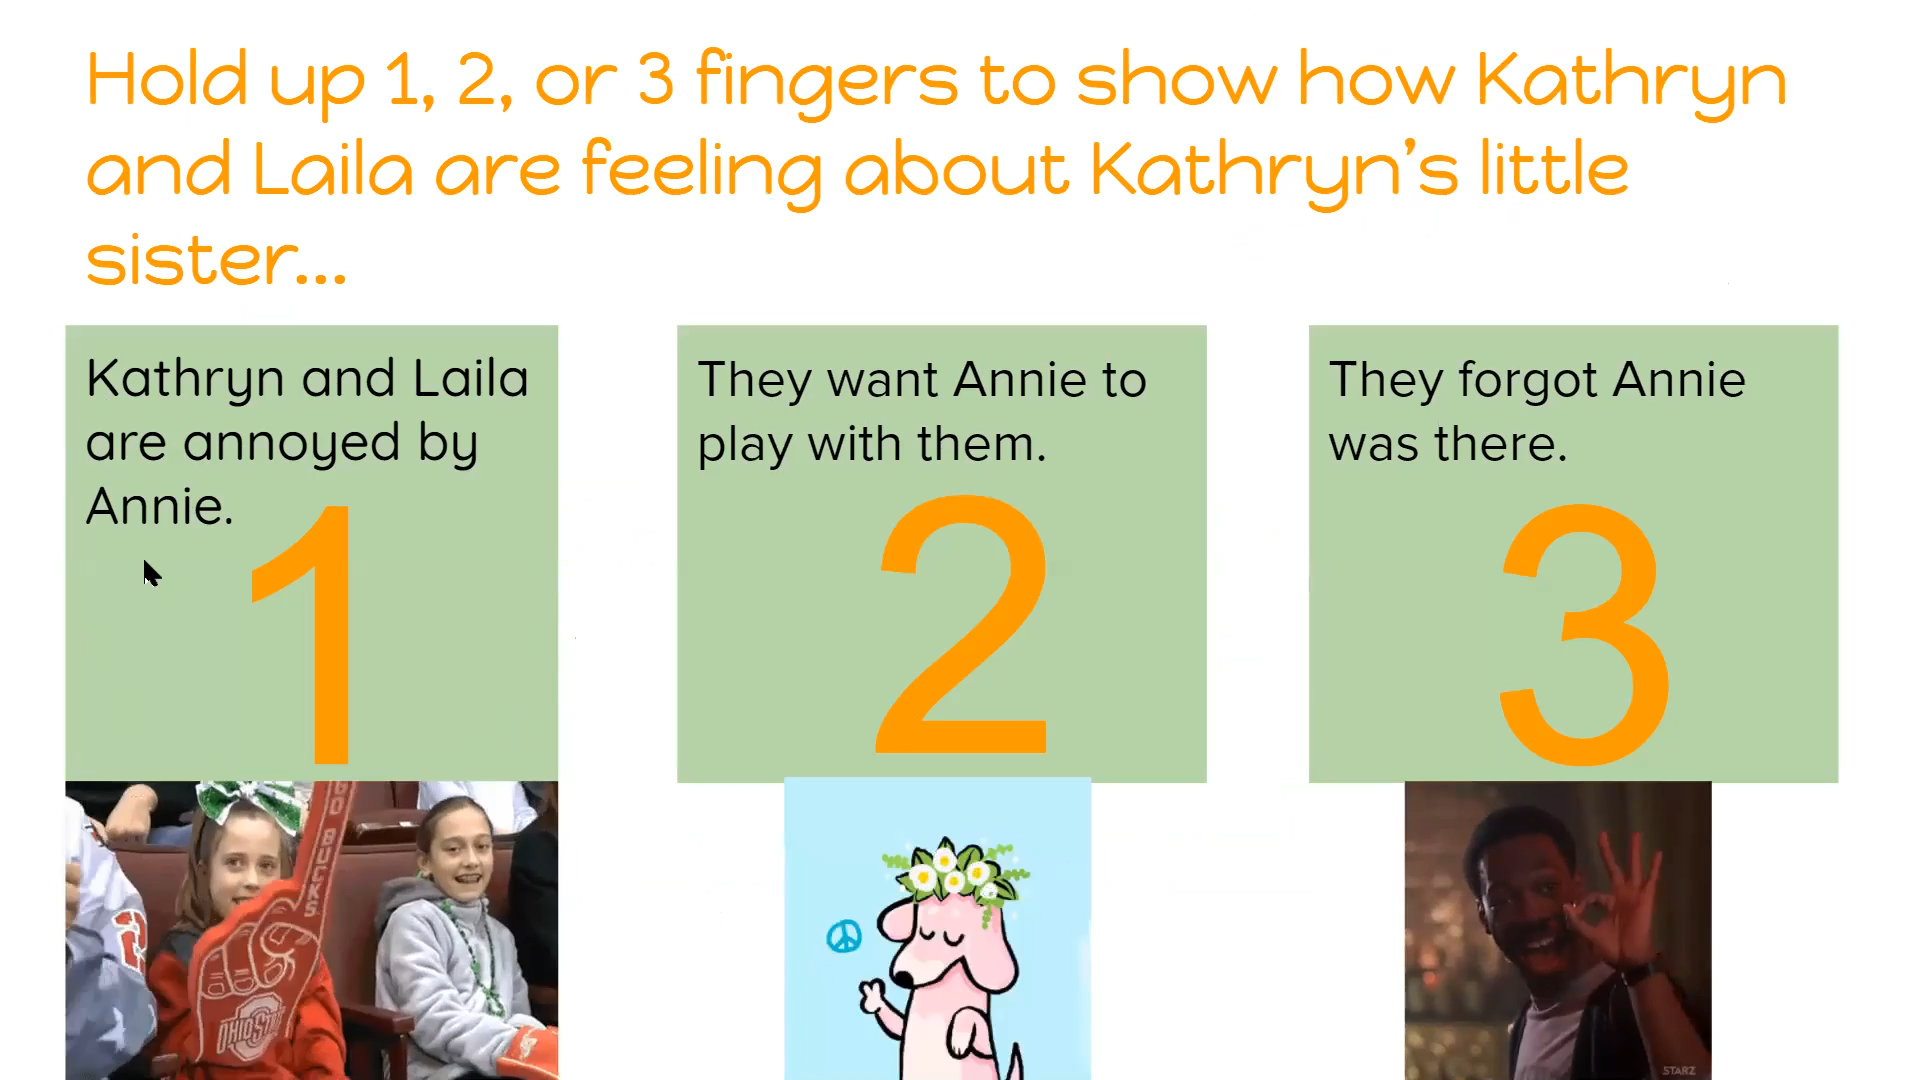 Hold up 1, 2, or 3 fingers to show how Kathryn
and Laila are feeling about Kathryn’s little
sister...
Kathryn and Laila
are annoyed by
Annie.
1
They want Annie to
play with them.
2
They forgot Annie
was there.
3
GO BUCKS
OHIO STATE
STARZ